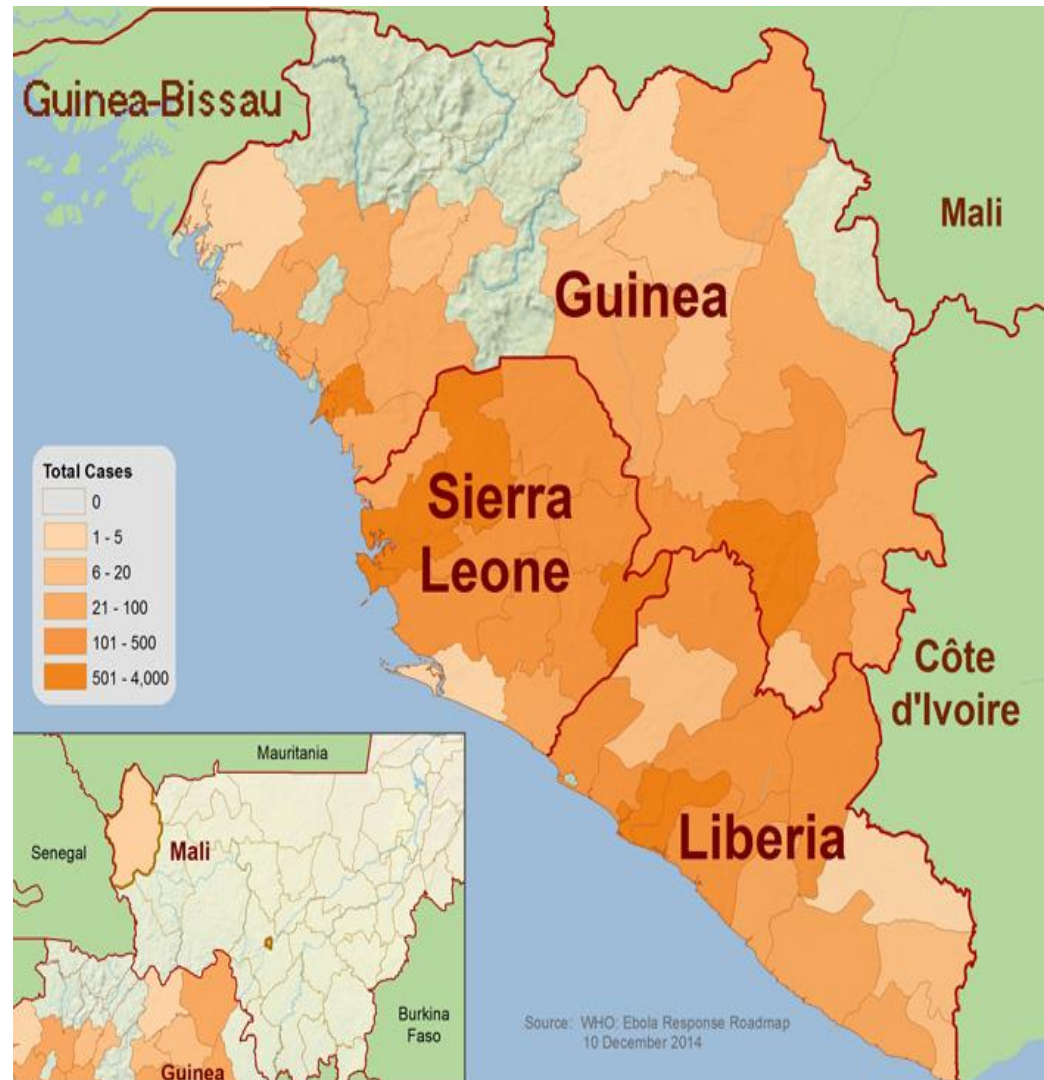 Guinea-Bissau
Mali
Guinea
Sierra
Leone
Côte
d'Ivoire
Liberia
Total Cases
0
1 - 5
6 - 20
21 - 100
101 - 500
501 - 4,000
Mauritania
Senegal
Mali
Burkina
Faso
Guinea
Source: WHO: Ebola Response Roadmap
10 December 2014